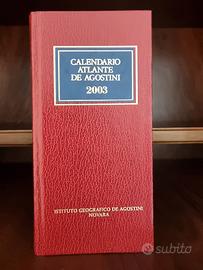 CALENDARIO
ATLANTE
DE AGOSTINI
2003
ISTITUTO GEOGRAFICO DE AGOSTINI
NOVARA
subito